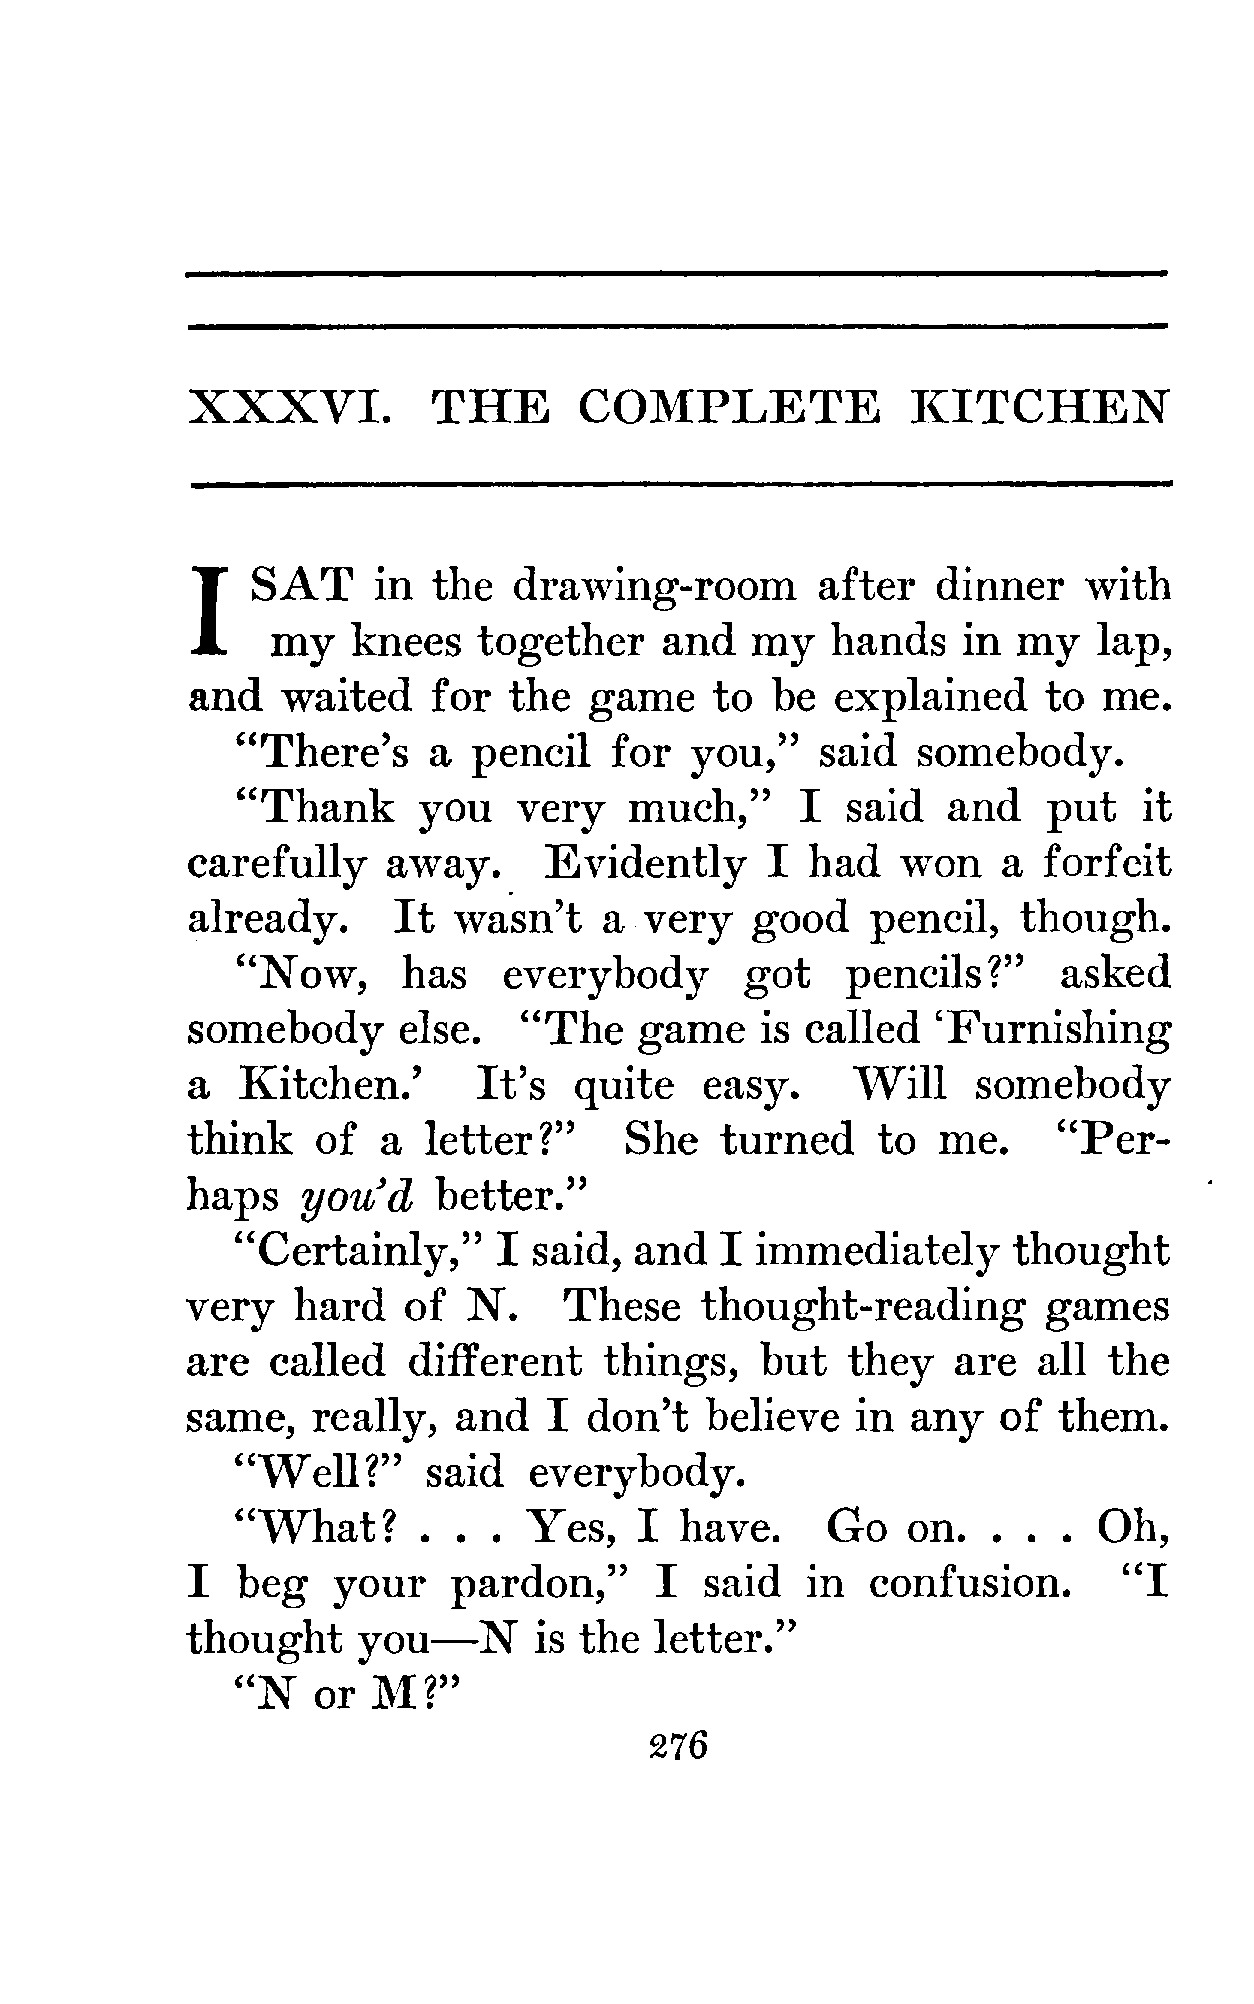 XXXVI. THE COMPLETE KITCHEN
I SAT in the drawing-room after dinner with
my knees together and my hands in my lap,
and waited for the game to be explained to me.
“There’s a pencil for you,” said somebody.
“Thank you very much,” I said and put it
carefully away. Evidently I had won a forfeit
already. It wasn’t a very good pencil, though.
“Now, has everybody got pencils?” asked
somebody else. “The game is called ‘Furnishing
a Kitchen.’ It’s quite easy. Will somebody
think of a letter?” She turned to me. “Per-
haps you’d better.”
“Certainly,” I said, and I immediately thought
very hard of N. These thought-reading games
are called different things, but they are all the
same, really, and I don’t believe in any of them.
“Well?” said everybody.
“What? . . . Yes, I have. Go on. . . . Oh,
I beg your pardon,” I said in confusion. “I
thought you—N is the letter.”
“N or M?”
276